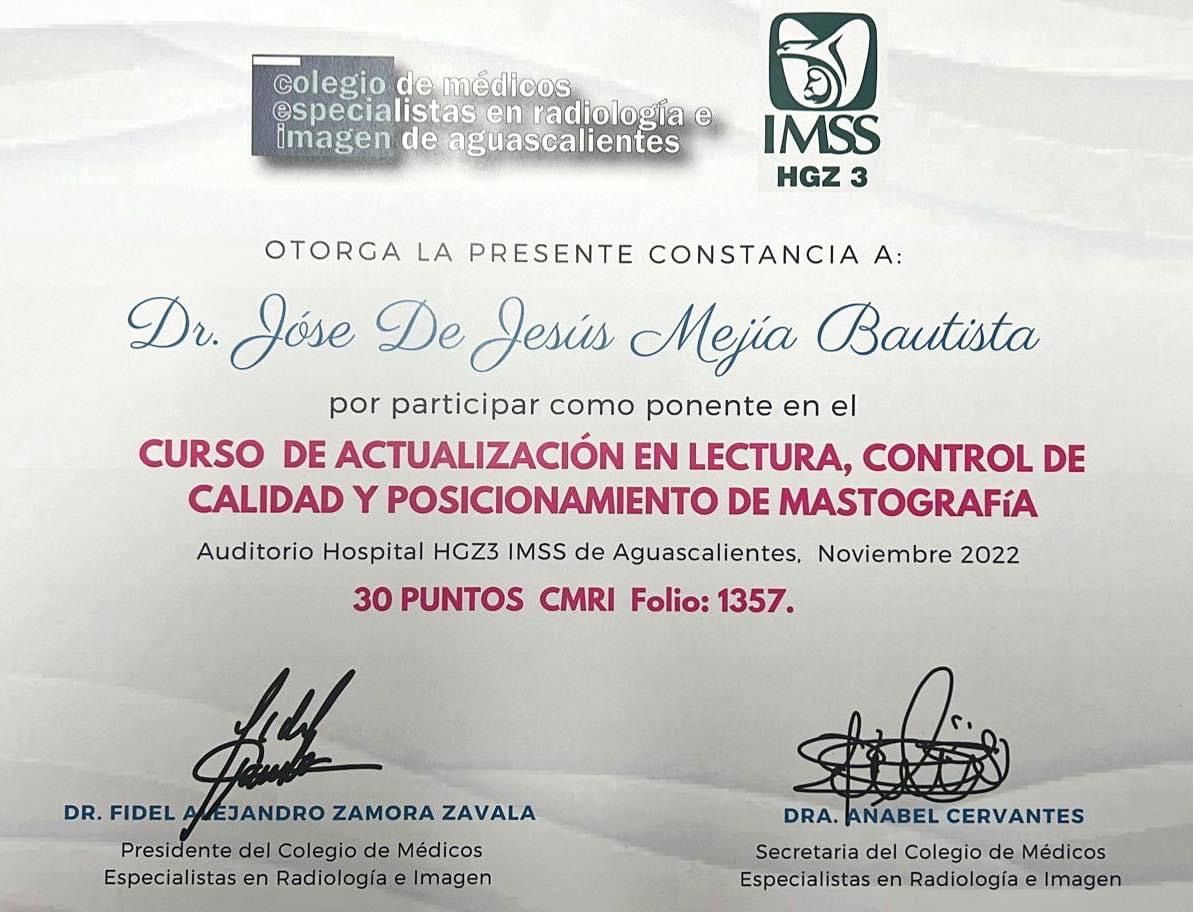 colegio de médicos
especialistas en radiología e
imagen de aguascalientes
IMSS
HGZ 3
OTORGA LA PRESENTE CONSTANCIA A:
Dr. Jóse De Jesús Mejía Bautista
por participar como ponente en el
CURSO DE ACTUALIZACIÓN EN LECTURA, CONTROL DE
CALIDAD Y POSICIONAMIENTO DE MASTOGRAFíA
Auditorio Hospital HGZ3 IMSS de Aguascalientes, Noviembre 2022
30 PUNTOS CMRI Folio: 1357.
DR. FIDEL ALEJANDRO ZAMORA ZAVALA
Presidente del Colegio de Médicos
Especialistas en Radiología e Imagen
DRA. ANABEL CERVANTES
Secretaria del Colegio de Médicos
Especialistas en Radiología e Imagen